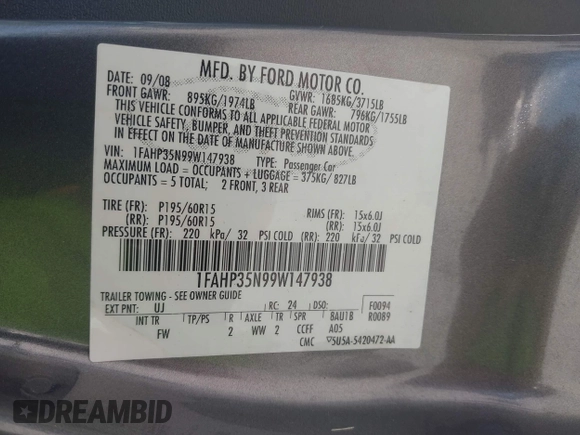 MFD. BY FORD MOTOR CO.
DATE: 09/08
GVWR: 1685KG/3715LB
FRONT GAWR: 895KG/1974LB
REAR GAWR: 796KG/1755LB
THIS VEHICLE CONFORMS TO ALL APPLICABLE FEDERAL MOTOR
VEHICLE SAFETY, BUMPER, AND THEFT PREVENTION STANDARDS
IN EFFECT ON THE DATE OF MANUFACTURE SHOWN ABOVE.
VIN: 1FAHP35N99W147938 TYPE: Passenger Car
MAXIMUM LOAD = OCCUPANTS + LUGGAGE = 375KG/ 827LB
OCCUPANTS = 5 TOTAL; 2 FRONT, 3 REAR
TIRE (FR): P195/60R15 RIMS (FR): 15x6.0J
(RR): P195/60R15 (RR): 15x6.0J
PRESSURE (FR): 220 kPa/ 32 PSI COLD (RR): 220 kPa/ 32 PSI COLD
1FAHP35N99W147938
TRAILER TOWING - SEE OWNER GUIDE
EXT PNT: UJ RC: 24 DSO: F0094
R0089
INT TR TP/PS R AXLE TR SPR BAUTB
FW 2 WW 2 CCFF A05
CMC 5U5A-5420472-AA
DREAMBID